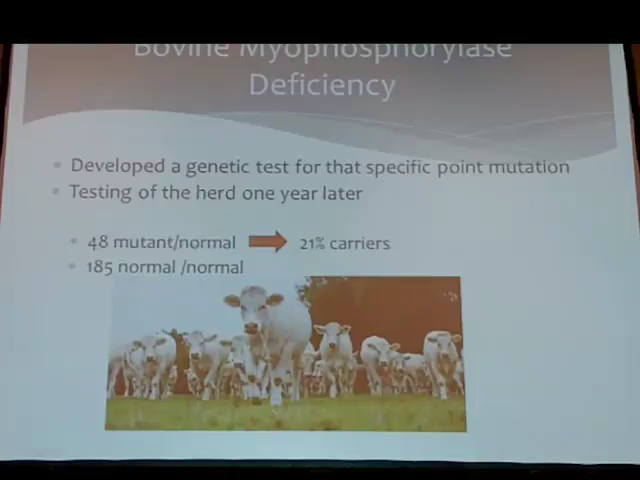 Bovine Myophosphorylase
Deficiency
• Developed a genetic test for that specific point mutation
• Testing of the herd one year later
• 48 mutant/normal 21% carriers
• 185 normal /normal